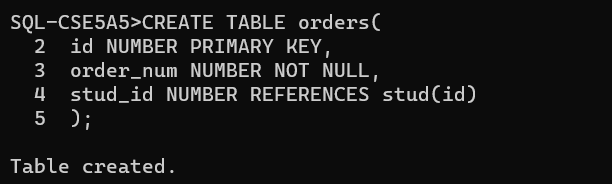 SQL-CSE5A5>CREATE TABLE orders(
  2  id NUMBER PRIMARY KEY,
  3  order_num NUMBER NOT NULL,
  4  stud_id NUMBER REFERENCES stud(id)
  5  );
Table created.